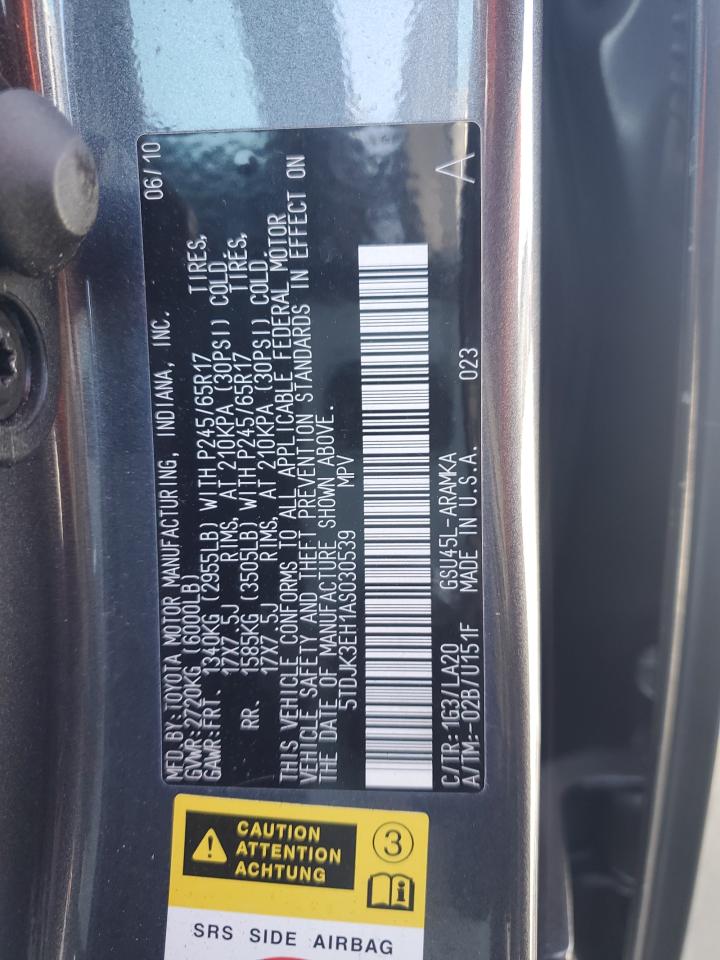 MFD BY:TOYOTA MOTOR MANUFACTURING, INDIANA, INC. 06/10
GVWR:2720KG (6000LB)
GAWR:FRT. 1340KG (2955LB) WITH P245/65R17 TIRES,
17X7.5J RIMS, AT 210KPA (30PSI) COLD.
RR. 1585KG (3505LB) WITH P245/65R17 TIRES,
17X7.5J RIMS, AT 210KPA (30PSI) COLD.
THIS VEHICLE CONFORMS TO ALL APPLICABLE FEDERAL MOTOR
VEHICLE SAFETY AND THEFT PREVENTION STANDARDS IN EFFECT ON
THE DATE OF MANUFACTURE SHOWN ABOVE.
5TDJK3EH1AS030539 MPV
C/TR:1G3/LA20 GSU45L-ARAMKA
A/TM:-02B/U151F MADE IN U.S.A. 023
A
CAUTION
ATTENTION
ACHTUNG
3
i
SRS SIDE AIRBAG